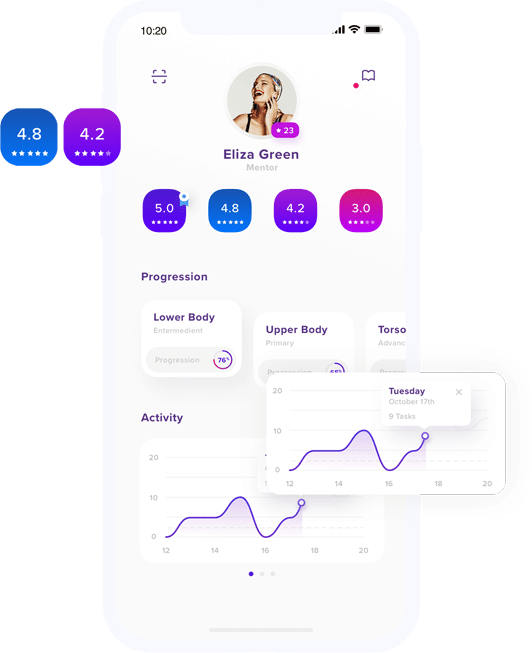 10:20
4.8
4.2
23
Eliza Green
Mentor
5.0
4.8
4.2
3.0
Progression
Lower Body
Entermedient
Progression
76%
Upper Body
Primary
Progression
Torso
Advanc
Activity
20
10
0
12
14
16
18
20
Tuesday
October 17th
9 Tasks
20
10
0
12
14
16
18
20